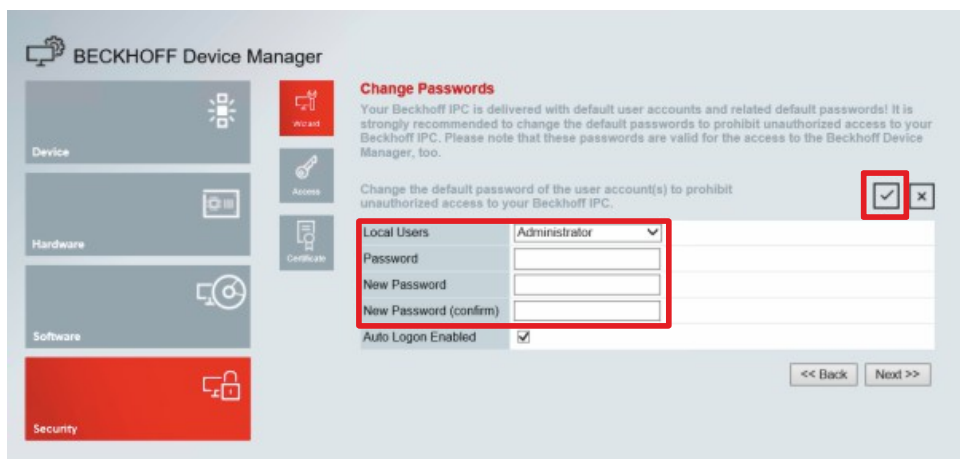 BECKHOFF Device Manager
Device
Hardware
Software
Security
Wizard
Access
Certificate
Change Passwords
Your Beckhoff IPC is delivered with default user accounts and related! default passwords! It is
strongly recommended to change the default passwords to prohibit unauthorized access to your
Beckhoff IPC. Please note that these passwords are valid for the access to the Beckhoff Device
Manager, too.
Change the default password of the user account(s) to prohibit
unauthorized access to your Beckhoff IPC.
Local Users Administrator
Password
New Password
New Password (confirm)
Auto Logon Enabled
<< Back Next >>